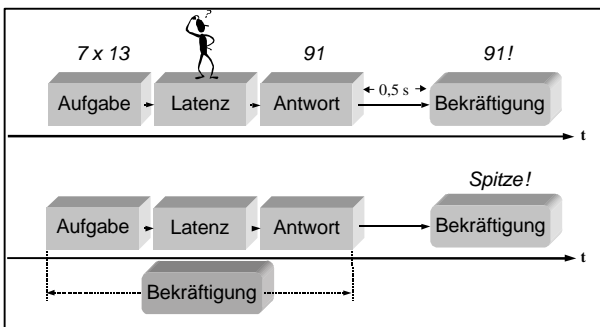 7 x 13 ? 91 91!
Aufgabe Latenz Antwort 0,5 s Bekräftigung
t
Spitze!
Aufgabe Latenz Antwort Bekräftigung
t
Bekräftigung